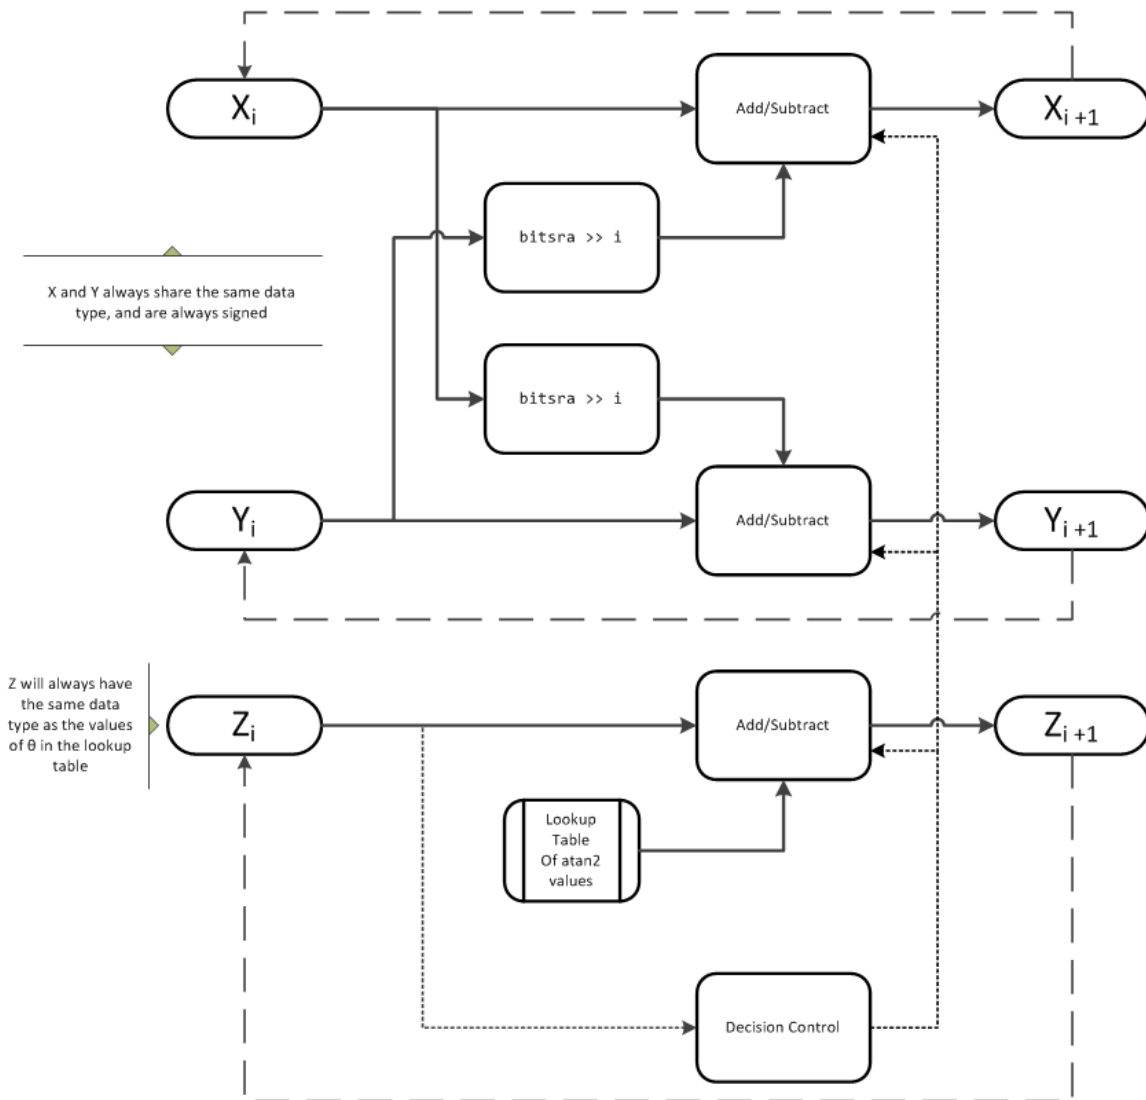 Xi
Add/Subtract
Xi +1
bitsra >> i
X and Y always share the same data
type, and are always signed
bitsra >> i
Yi
Add/Subtract
Yi +1
Z will always have
the same data
type as the values
of θ in the lookup
table
Zi
Add/Subtract
Zi +1
Lookup
Table
Of atan2
values
Decision Control